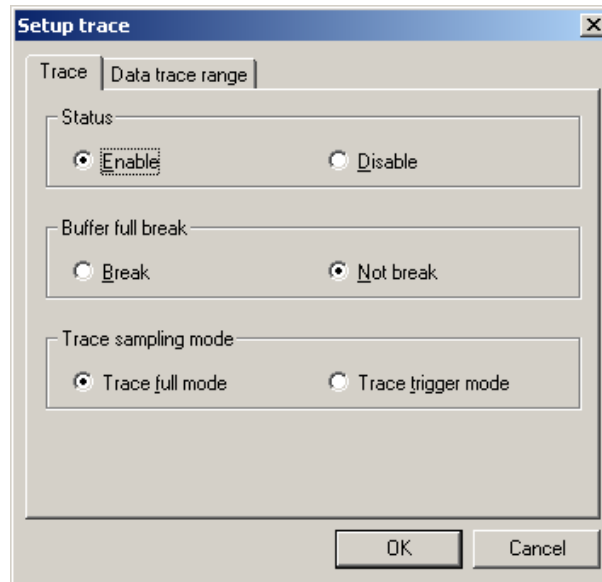 Setup trace
Trace
Data trace range
Status
Enable
Disable
Buffer full break
Break
Not break
Trace sampling mode
Trace full mode
Trace trigger mode
OK
Cancel